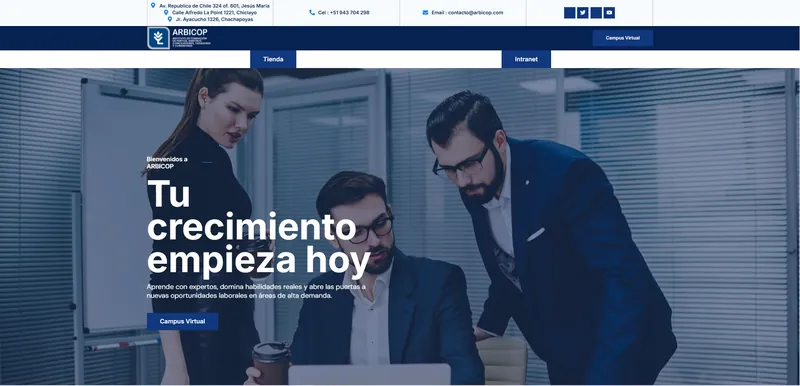 Av. Republica de Chile 324 of. 601, Jesús María
Calle Alfredo La Point 1221, Chiclayo
Jr. Ayacucho 1326, Chachapoyas
Cel : +51 943 704 298
Email : contacto@arbicop.com
ARBICOP
Campus Virtual
Tienda
Intranet
Bienvenidos a
ARBICOP
Tu
crecimiento
empieza hoy
Aprende con expertos, domina habilidades reales y abre las puertas a
nuevas oportunidades laborales en áreas de alta demanda.
Campus Virtual